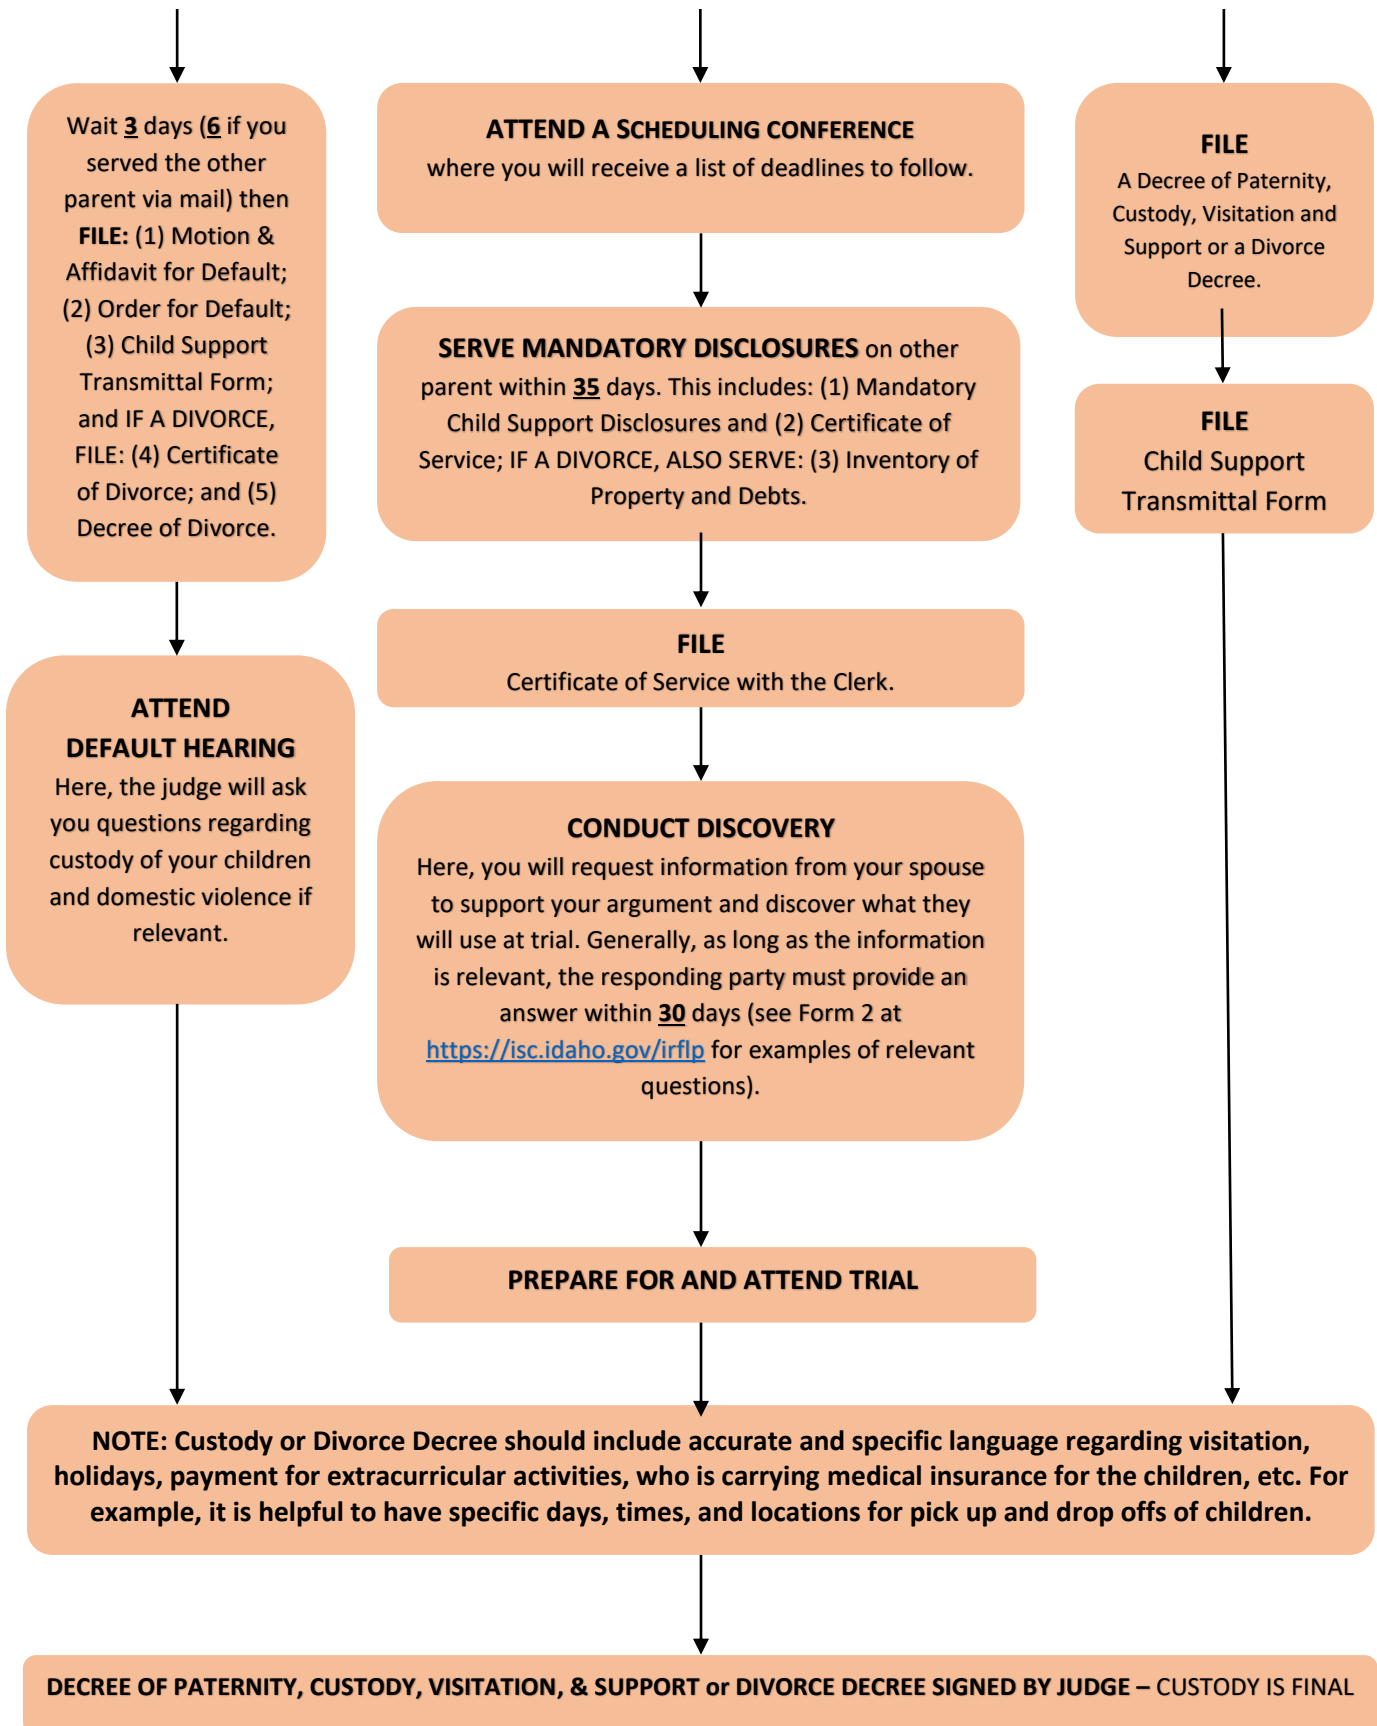 Wait 3 days (6 if you
served the other
parent via mail) then
FILE: (1) Motion &
Affidavit for Default;
(2) Order for Default;
(3) Child Support
Transmittal Form;
and IF A DIVORCE,
FILE: (4) Certificate
of Divorce; and (5)
Decree of Divorce.
ATTEND
DEFAULT HEARING
Here, the judge will ask
you questions regarding
custody of your children
and domestic violence if
relevant.
ATTEND A SCHEDULING CONFERENCE
where you will receive a list of deadlines to follow.
SERVE MANDATORY DISCLOSURES on other
parent within 35 days. This includes: (1) Mandatory
Child Support Disclosures and (2) Certificate of
Service; IF A DIVORCE, ALSO SERVE: (3) Inventory of
Property and Debts.
FILE
Certificate of Service with the Clerk.
CONDUCT DISCOVERY
Here, you will request information from your spouse
to support your argument and discover what they
will use at trial. Generally, as long as the information
is relevant, the responding party must provide an
answer within 30 days (see Form 2 at
https://isc.idaho.gov/irflp for examples of relevant
questions).
PREPARE FOR AND ATTEND TRIAL
FILE
A Decree of Paternity,
Custody, Visitation and
Support or a Divorce
Decree.
FILE
Child Support
Transmittal Form
NOTE: Custody or Divorce Decree should include accurate and specific language regarding visitation,
holidays, payment for extracurricular activities, who is carrying medical insurance for the children, etc. For
example, it is helpful to have specific days, times, and locations for pick up and drop offs of children.
DECREE OF PATERNITY, CUSTODY, VISITATION, & SUPPORT or DIVORCE DECREE SIGNED BY JUDGE – CUSTODY IS FINAL